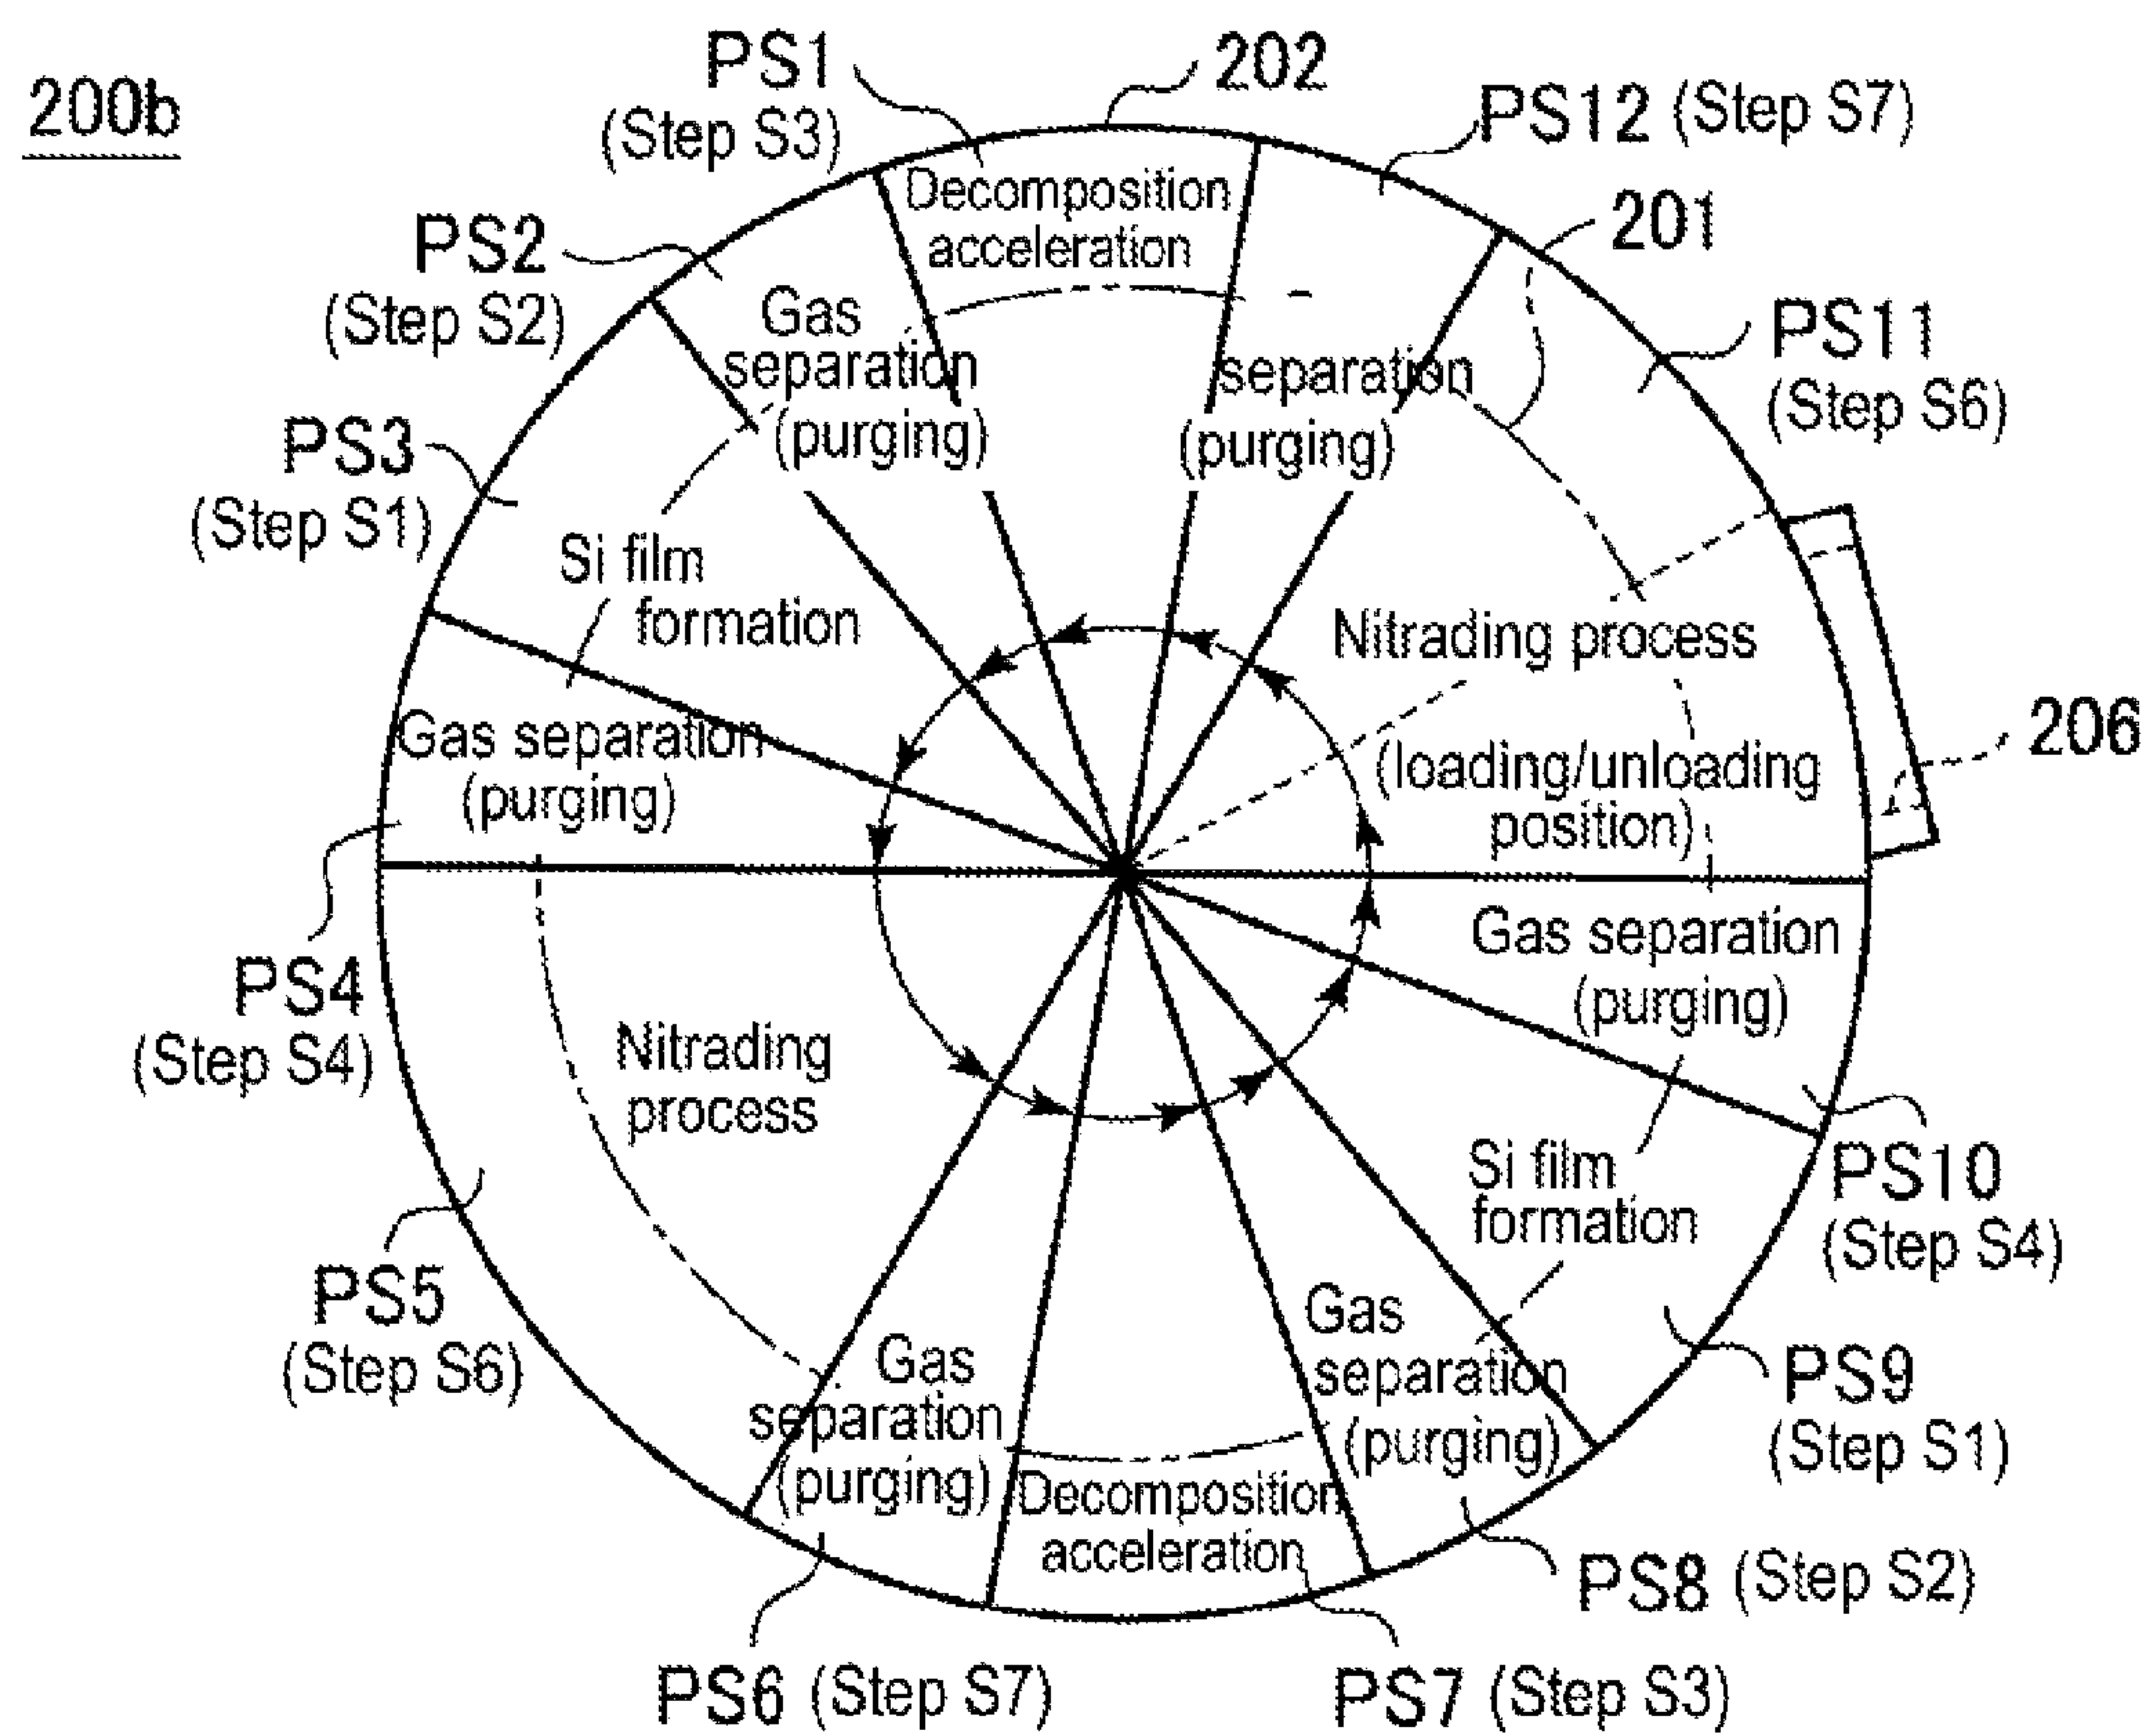 200b
PS1
(Step S3)
202
PS12 (Step S7)
Decomposition
acceleration
201
PS2
(Step S2)
Gas
separation
(purging)
separation
(purging)
PS11
(Step S6)
PS3
(Step S1)
Si film
formation
Nitrading process
(loading/unloading
position)
206
Gas separation
(purging)
PS4
(Step S4)
Gas separation
(purging)
Nitrading
process
PS10
(Step S4)
Si film
formation
PS5
(Step S6)
PS9
(Step S1)
Gas
separation
(purging)
Gas
separation
(purging)
Decomposition
acceleration
PS8 (Step S2)
PS6 (Step S7)
PS7 (Step S3)